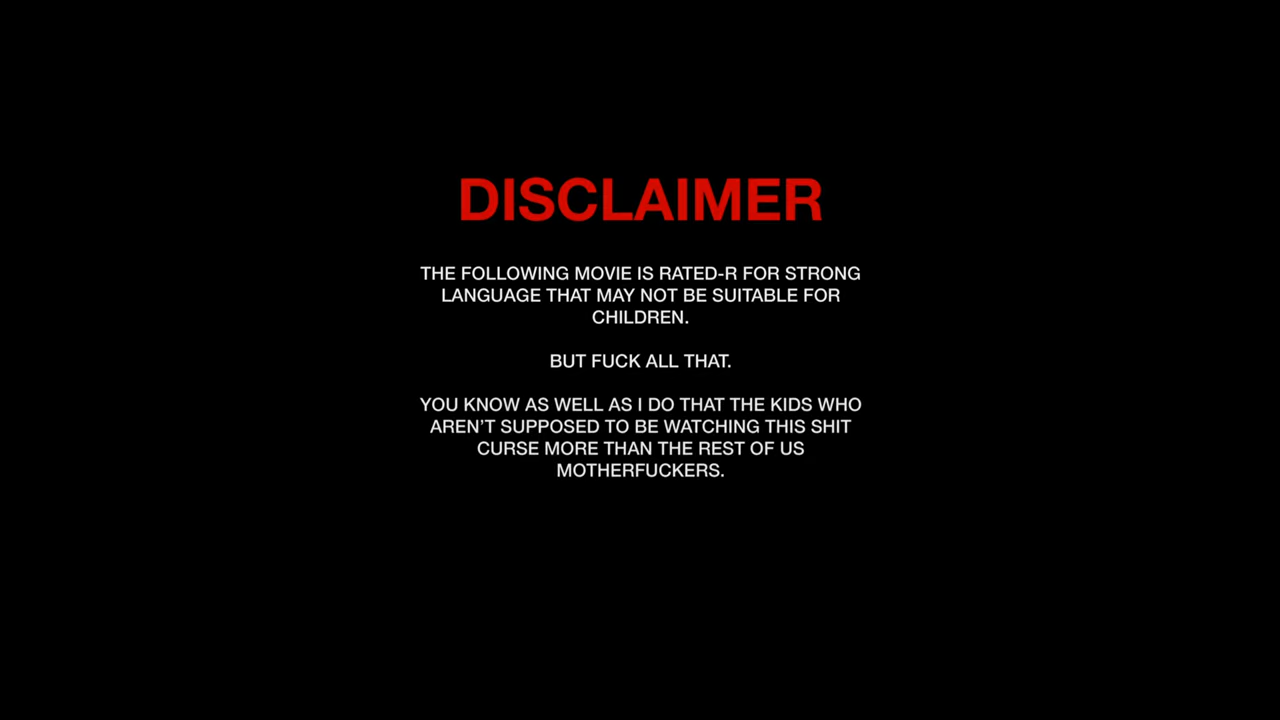 DISCLAIMER
THE FOLLOWING MOVIE IS RATED-R FOR STRONG
LANGUAGE THAT MAY NOT BE SUITABLE FOR
CHILDREN.
BUT FUCK ALL THAT.
YOU KNOW AS WELL AS I DO THAT THE KIDS WHO
AREN'T SUPPOSED TO BE WATCHING THIS SHIT
CURSE MORE THAN THE REST OF US
MOTHERFUCKERS.